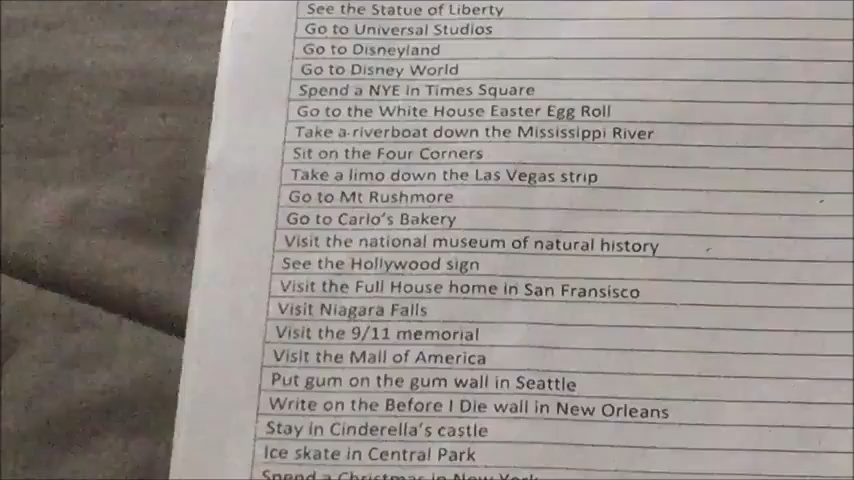 See the Statue of Liberty
Go to Universal Studios
Go to Disneyland
Go to Disney World
Spend a NYE in Times Square
Go to the White House Easter Egg Roll
Take a riverboat down the Mississippi River
Sit on the Four Corners
Take a limo down the Las Vegas strip
Go to Mt Rushmore
Go to Carlo's Bakery
Visit the national museum of natural history
See the Hollywood sign
Visit the Full House home in San Fransisco
Visit Niagara Falls
Visit the 9/11 memorial
Visit the Mall of America
Put gum on the gum wall in Seattle
Write on the Before I Die wall in New Orleans
Stay in Cinderella's castle
Ice skate in Central Park
Spend a Christmas in New York